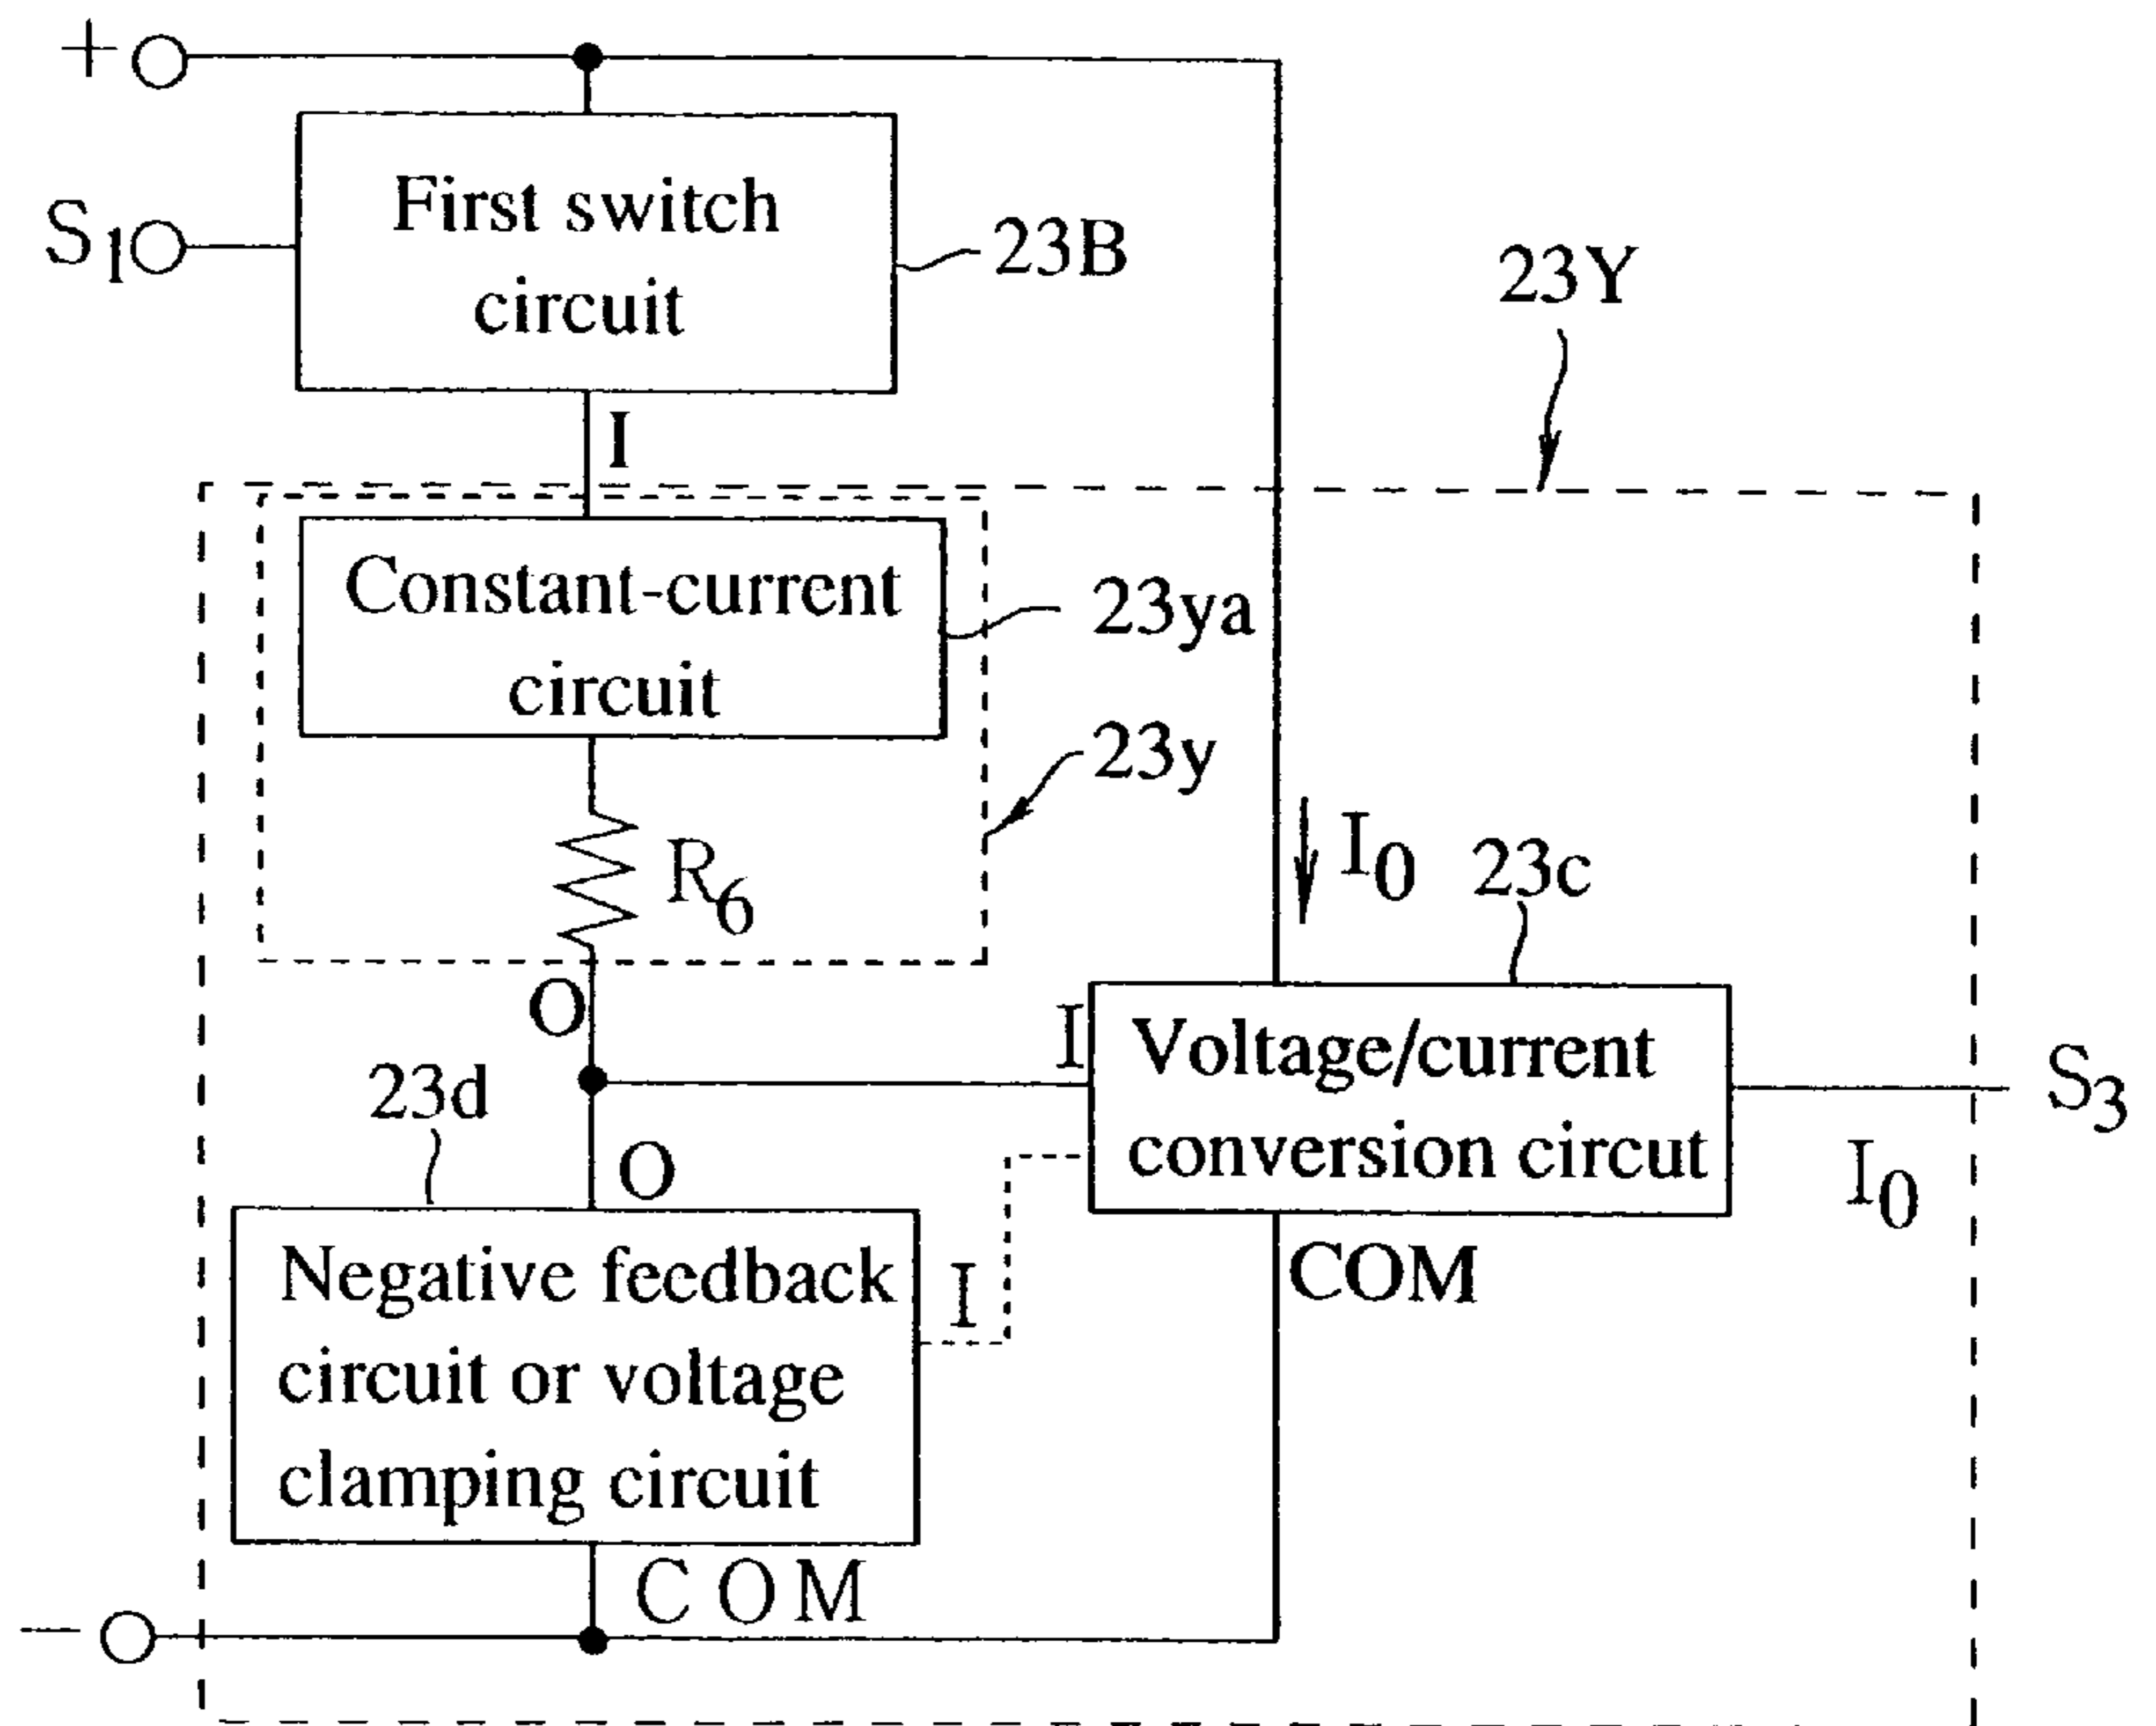 +
S1
First switch
circuit
23B
23Y
I
Constant-current
circuit
23ya
23y
R6
I0
23c
O
I
Voltage/current
conversion circut
S3
I0
23d
O
COM
Negative feedback
circuit or voltage
clamping circuit
I
COM
−